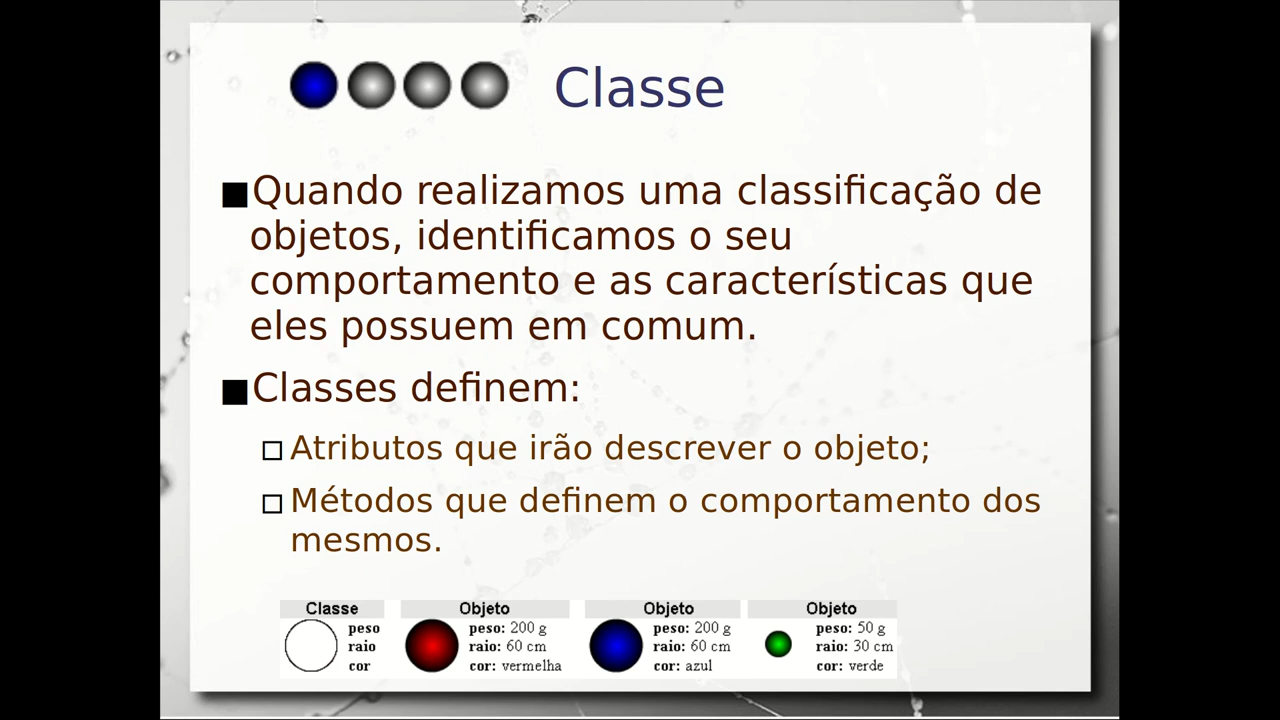 Classe
Quando realizamos uma classificação de
objetos, identificamos o seu
comportamento e as características que
eles possuem em comum.
Classes definem:
Atributos que irão descrever o objeto;
Métodos que definem o comportamento dos
mesmos.
Classe
peso
raio
cor
Objeto
peso: 200 g
raio: 60 cm
cor: vermelha
Objeto
peso: 200 g
raio: 60 cm
cor: azul
Objeto
peso: 50 g
raio: 30 cm
cor: verde